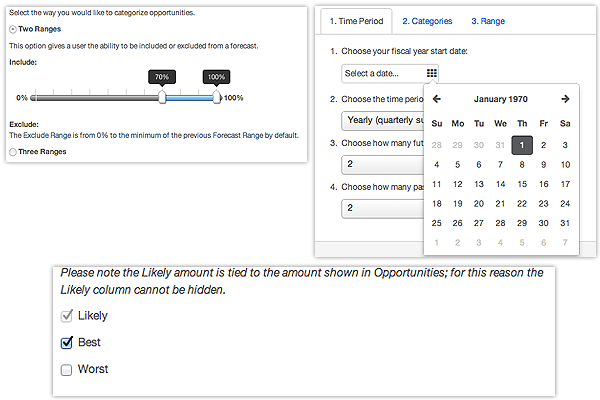 Select the way you would like to categorize opportunities.
Two Ranges
This option gives a user the ability to be included or excluded from a forecast.
Include:
70% 100%
0% 100%
Exclude:
The Exclude Range is from 0% to the minimum of the previous Forecast Range by default.
Three Ranges
1. Time Period 2. Categories 3. Range
1. Choose your fiscal year start date:
Select a date...
2. Choose the time perio
Yearly (quarterly su
3. Choose how many fut
2
4. Choose how many pas
2
January 1970
Su Mo Tu We Th Fr Sa
28 29 30 31 1 2 3
4 5 6 7 8 9 10
11 12 13 14 15 16 17
18 19 20 21 22 23 24
25 26 27 28 29 30 31
1 2 3 4 5 6 7
Please note the Likely amount is tied to the amount shown in Opportunities; for this reason the
Likely column cannot be hidden.
Likely
Best
Worst